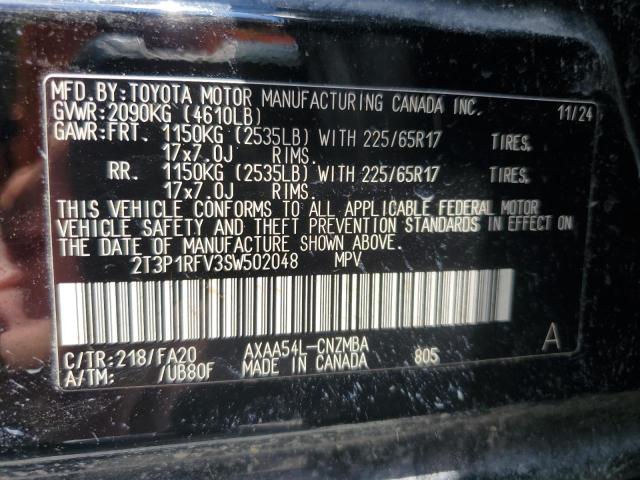 MFD.BY:TOYOTA MOTOR MANUFACTURING CANADA INC. 11/24
GVWR:2090KG (4610LB)
GAWR:FRT. 1150KG (2535LB) WITH 225/65R17 TIRES,
17x7.0J RIMS.
RR. 1150KG (2535LB) WITH 225/65R17 TIRES,
17x7.0J RIMS.
THIS VEHICLE CONFORMS TO ALL APPLICABLE FEDERAL MOTOR
VEHICLE SAFETY AND THEFT PREVENTION STANDARDS IN EFFECT ON
THE DATE OF MANUFACTURE SHOWN ABOVE.
2T3P1RFV3SW502048 MPV
C/TR:218/FA20 AXAA54L-CNZMBA A
A/TM: /UB80F MADE IN CANADA 805